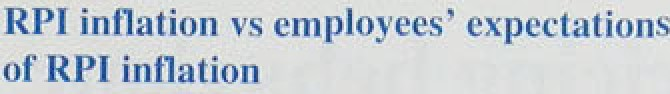 RPI inflation vs employees’ expectations
of RPI inflation